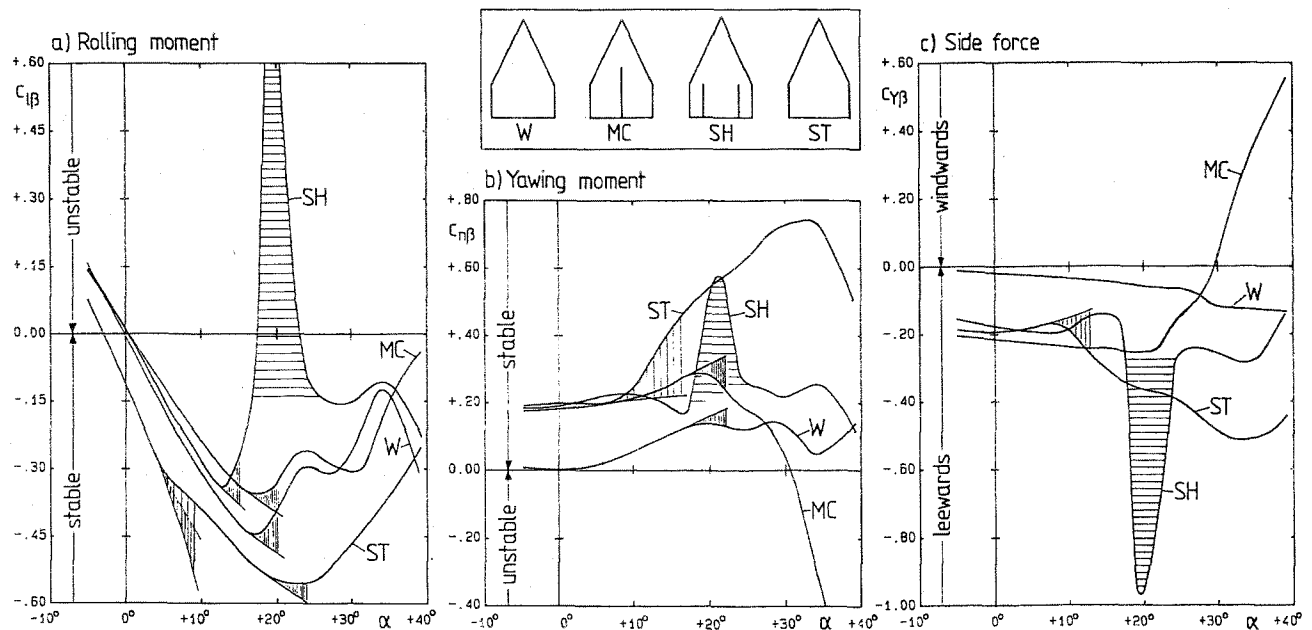 a) Rolling moment
+.60
C_lβ
+.45
+.30
+.15
0.00
-.15
-.30
-.45
-.60
unstable
stable
SH
MC
W
ST
-10°
0°
+10°
+20°
+30°
α
+40°
W
MC
SH
ST
b) Yawing moment
+.80
C_nβ
+.60
+.40
+.20
0.00
-.20
-.40
stable
unstable
ST
SH
W
MC
-10°
0°
+10°
+20°
+30°
α
+40°
c) Side force
+.60
C_Yβ
+.40
+.20
0.00
-.20
-.40
-.60
-.80
-1.00
windwards
leewards
MC
W
ST
SH
-10°
0°
+10°
+20°
+30°
α
+40°